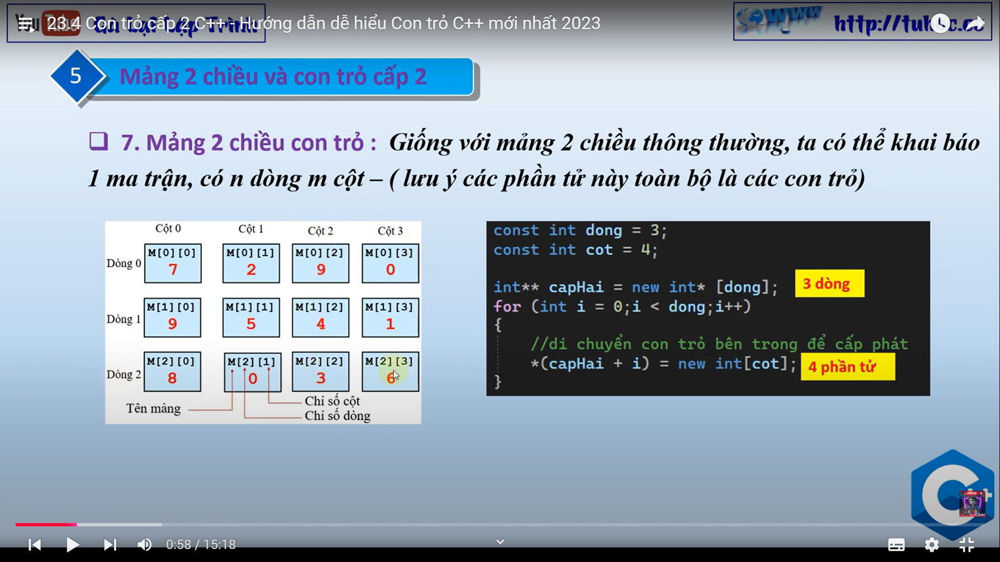 23.4 Con trỏ cấp 2 C++ - Hướng dẫn dễ hiểu Con trỏ C++ mới nhất 2023
YouTube
WWW
5
Mảng 2 chiều và con trỏ cấp 2
7. Mảng 2 chiều con trỏ : Giống với mảng 2 chiều thông thường, ta có thể khai báo
1 ma trận, có n dòng m cột – ( lưu ý các phần tử này toàn bộ là các con trỏ)
Cột 0 Cột 1 Cột 2 Cột 3
M[0][0] M[0][1] M[0][2] M[0][3]
Dòng 0
7 2 9 0
M[1][0] M[1][1] M[1][2] M[1][3]
Dòng 1
9 5 4 1
M[2][0] M[2][1] M[2][2] M[2][3]
Dòng 2
8 0 3 6
Chỉ số cột
Tên mảng
Chỉ số dòng
const int dong = 3;
const int cot = 4;
int** capHai = new int* [dong];
3 dòng
for (int i = 0;i < dong;i++)
{
//di chuyển con trỏ bên trong để cấp phát
*(capHai + i) = new int[cot];
4 phần tử
}
C++
0:58 / 15:18